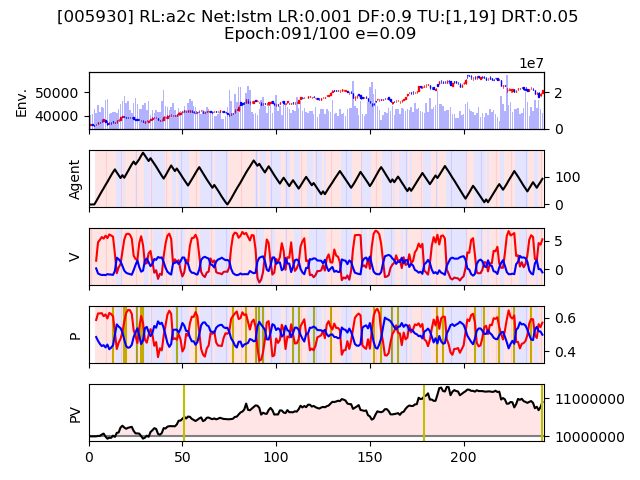 [005930] RL:a2c Net:lstm LR:0.001 DF:0.9 TU:[1,19] DRT:0.05
Epoch:091/100 e=0.09
1e7
Env.
50000
40000
2
0
Agent
100
0
V
5
0
P
0.6
0.4
PV
11000000
10000000
0 50 100 150 200